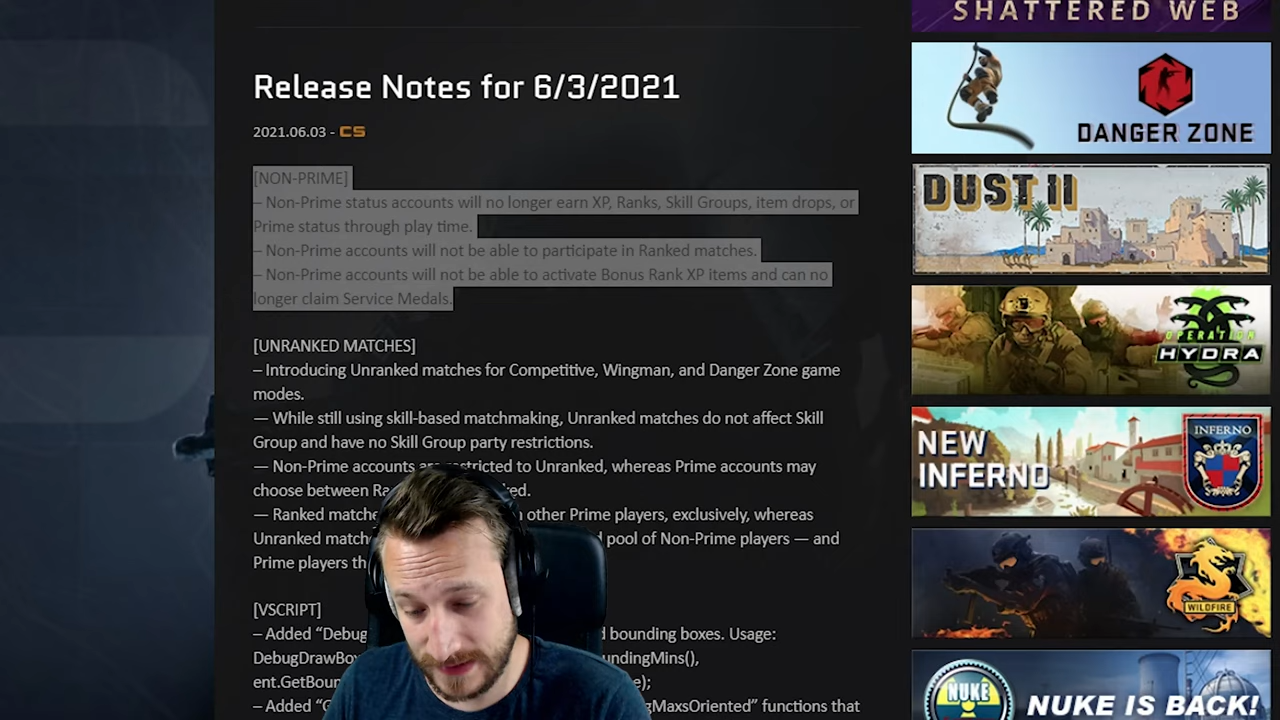 SHATTERED WEB
Release Notes for 6/3/2021
2021.06.03 - CS
[NON-PRIME]
– Non-Prime status accounts will no longer earn XP, Ranks, Skill Groups, item drops, or
Prime status through play time.
– Non-Prime accounts will not be able to participate in Ranked matches.
– Non-Prime accounts will not be able to activate Bonus Rank XP items and can no
longer claim Service Medals.
[UNRANKED MATCHES]
– Introducing Unranked matches for Competitive, Wingman, and Danger Zone game
modes.
— While still using skill-based matchmaking, Unranked matches do not affect Skill
Group and have no Skill Group party restrictions.
— Non-Prime accounts are restricted to Unranked, whereas Prime accounts may
choose between
— Ranked other Prime players, exclusively, whereas
Unranked pool of Non-Prime players — and
Prime players
[VSCRIPT]
– Added bounding boxes. Usage:
– Added functions that
DANGER ZONE
DUST II
OPERATION
HYDRA
NEW
INFERNO
INFERNO
WILDFIRE
NUKE
NUKE IS BACK!